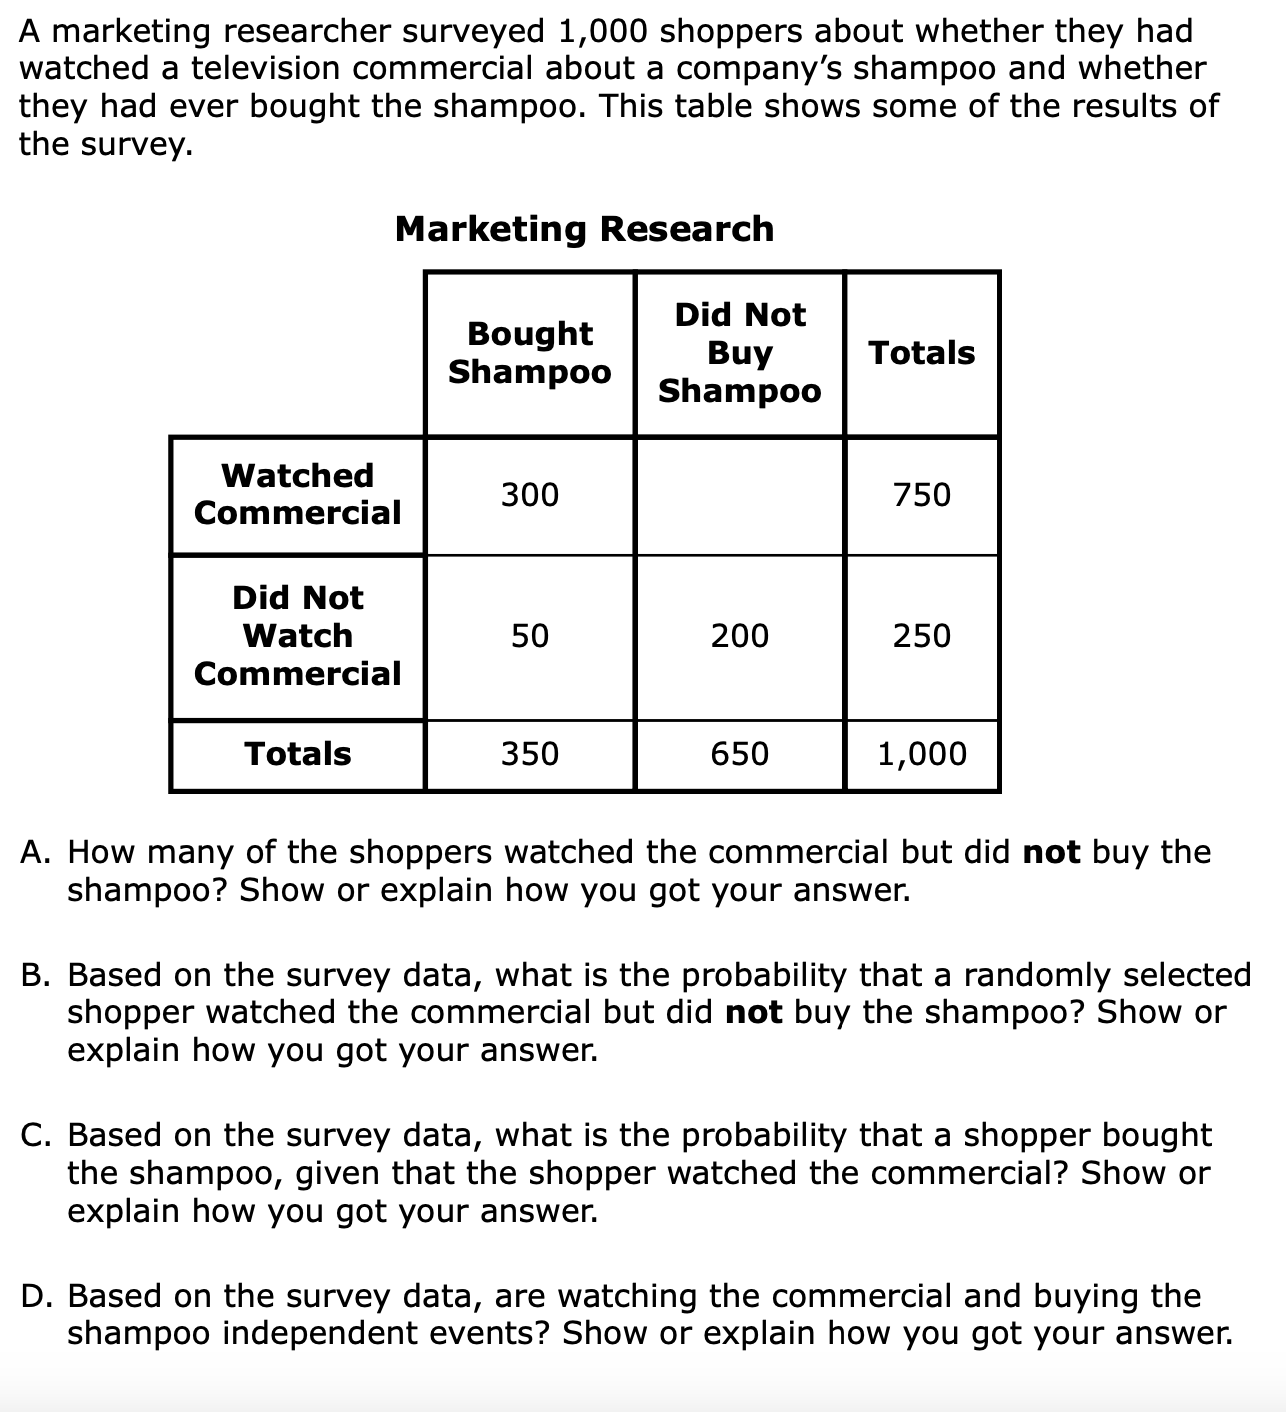 A marketing researcher surveyed 1,000 shoppers about whether they had
watched a television commercial about a company's shampoo and whether
they had ever bought the shampoo. This table shows some of the results of
the survey.
Marketing Research
Bought
Shampoo
Did Not
Buy
Shampoo
Totals
Watched
Commercial
300
750
Did Not
Watch
Commercial
50
200
250
Totals
350
650
1,000
A. How many of the shoppers watched the commercial but did not buy the
shampoo? Show or explain how you got your answer.
B. Based on the survey data, what is the probability that a randomly selected
shopper watched the commercial but did not buy the shampoo? Show or
explain how you got your answer.
C. Based on the survey data, what is the probability that a shopper bought
the shampoo, given that the shopper watched the commercial? Show or
explain how you got your answer.
D. Based on the survey data, are watching the commercial and buying the
shampoo independent events? Show or explain how you got your answer.